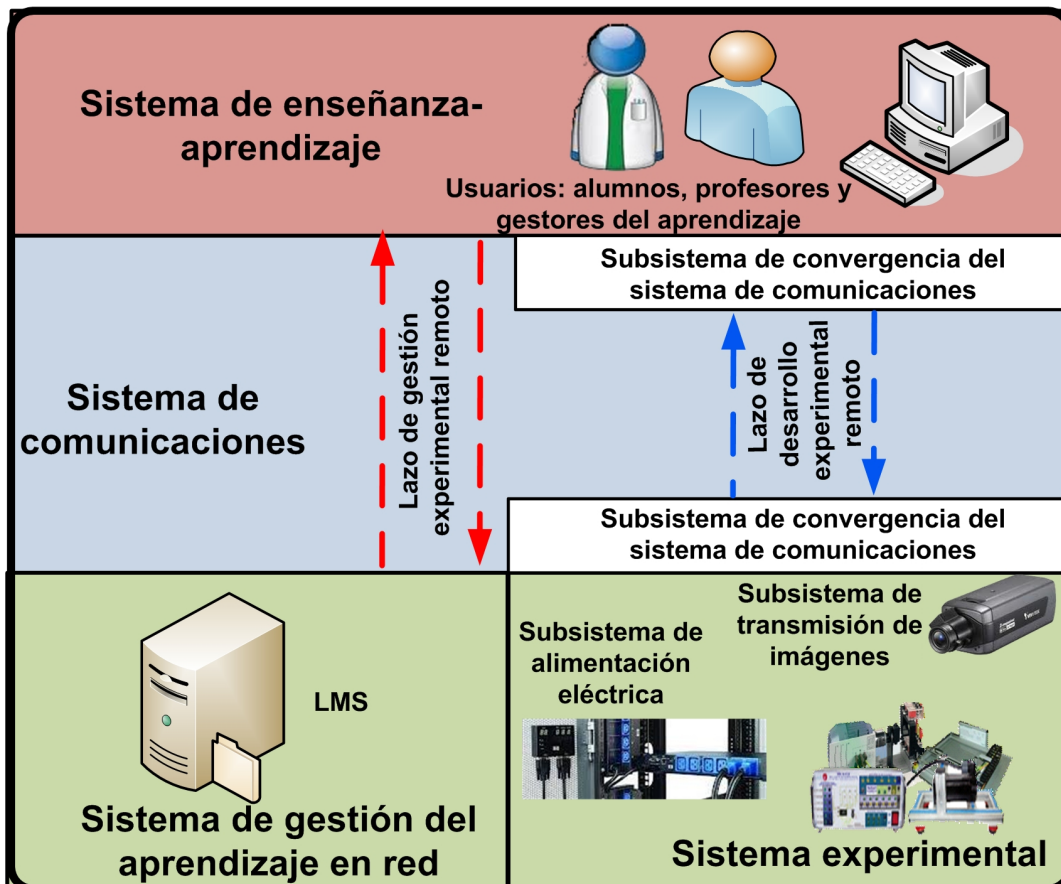 Sistema de enseñanza-
aprendizaje
Usuarios: alumnos, profesores y
gestores del aprendizaje
Subsistema de convergencia del
sistema de comunicaciones
Sistema de
comunicaciones
Lazo de gestión
experimental remoto
Lazo de
desarrollo
experimental
remoto
Subsistema de convergencia del
sistema de comunicaciones
LMS
Sistema de gestión del
aprendizaje en red
Subsistema de
alimentación
eléctrica
Subsistema de
transmisión de
imágenes
Sistema experimental